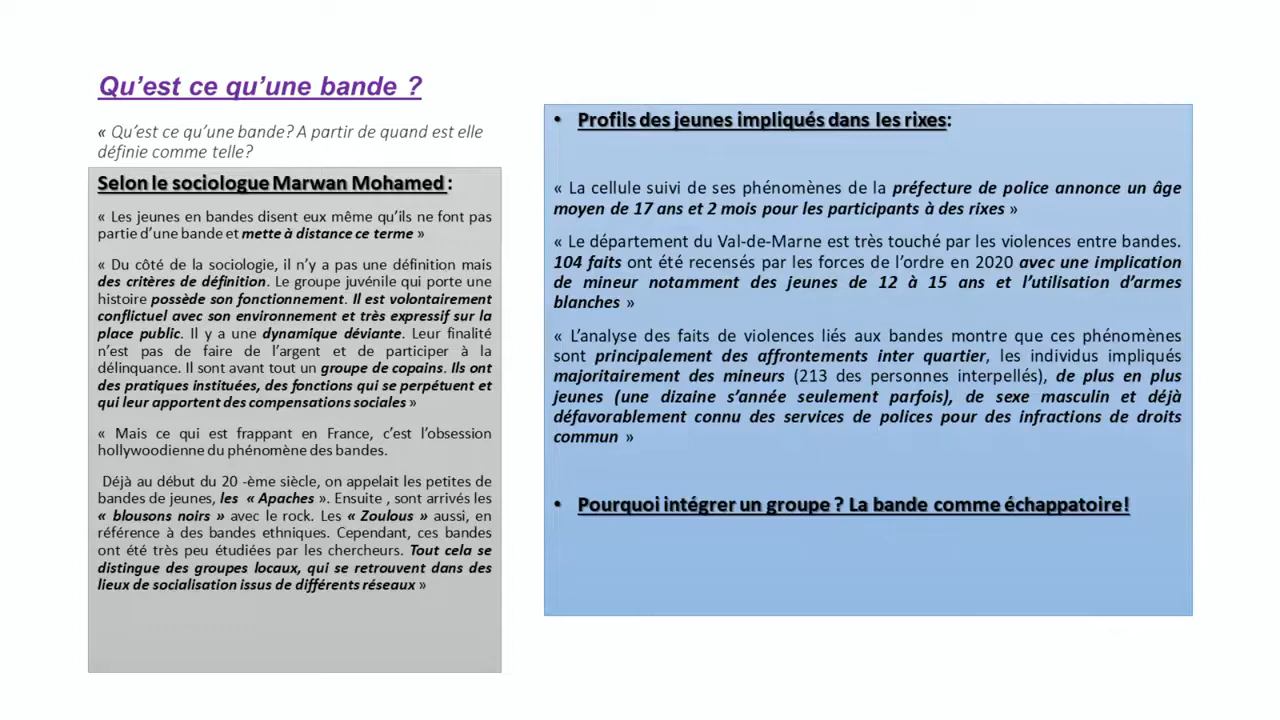 Qu’est ce qu’une bande ?
« Qu’est ce qu’une bande? A partir de quand est elle
définie comme telle?
Selon le sociologue Marwan Mohamed :
« Les jeunes en bandes disent eux même qu’ils ne font pas
partie d’une bande et mette à distance ce terme »
« Du côté de la sociologie, il n’y a pas une définition mais
des critères de définition. Le groupe juvénile qui porte une
histoire possède son fonctionnement. Il est volontairement
conflictuel avec son environnement et très expressif sur la
place public. Il y a une dynamique déviante. Leur finalité
n’est pas de faire de l’argent et de participer à la
délinquance. Il sont avant tout un groupe de copains. Ils ont
des pratiques instituées, des fonctions qui se perpétuent et
qui leur apportent des compensations sociales »
« Mais ce qui est frappant en France, c’est l’obsession
hollywoodienne du phénomène des bandes.
Déjà au début du 20 -ème siècle, on appelait les petites de
bandes de jeunes, les « Apaches ». Ensuite , sont arrivés les
« blousons noirs » avec le rock. Les « Zoulous » aussi, en
référence à des bandes ethniques. Cependant, ces bandes
ont été très peu étudiées par les chercheurs. Tout cela se
distingue des groupes locaux, qui se retrouvent dans des
lieux de socialisation issus de différents réseaux »
• Profils des jeunes impliqués dans les rixes:
« La cellule suivi de ses phénomènes de la préfecture de police annonce un âge
moyen de 17 ans et 2 mois pour les participants à des rixes »
« Le département du Val-de-Marne est très touché par les violences entre bandes.
104 faits ont été recensés par les forces de l’ordre en 2020 avec une implication
de mineur notamment des jeunes de 12 à 15 ans et l’utilisation d’armes
blanches »
« L’analyse des faits de violences liés aux bandes montre que ces phénomènes
sont principalement des affrontements inter quartier, les individus impliqués
majoritairement des mineurs (213 des personnes interpellés), de plus en plus
jeunes (une dizaine s’année seulement parfois), de sexe masculin et déjà
défavorablement connu des services de polices pour des infractions de droits
commun »
• Pourquoi intégrer un groupe ? La bande comme échappatoire!